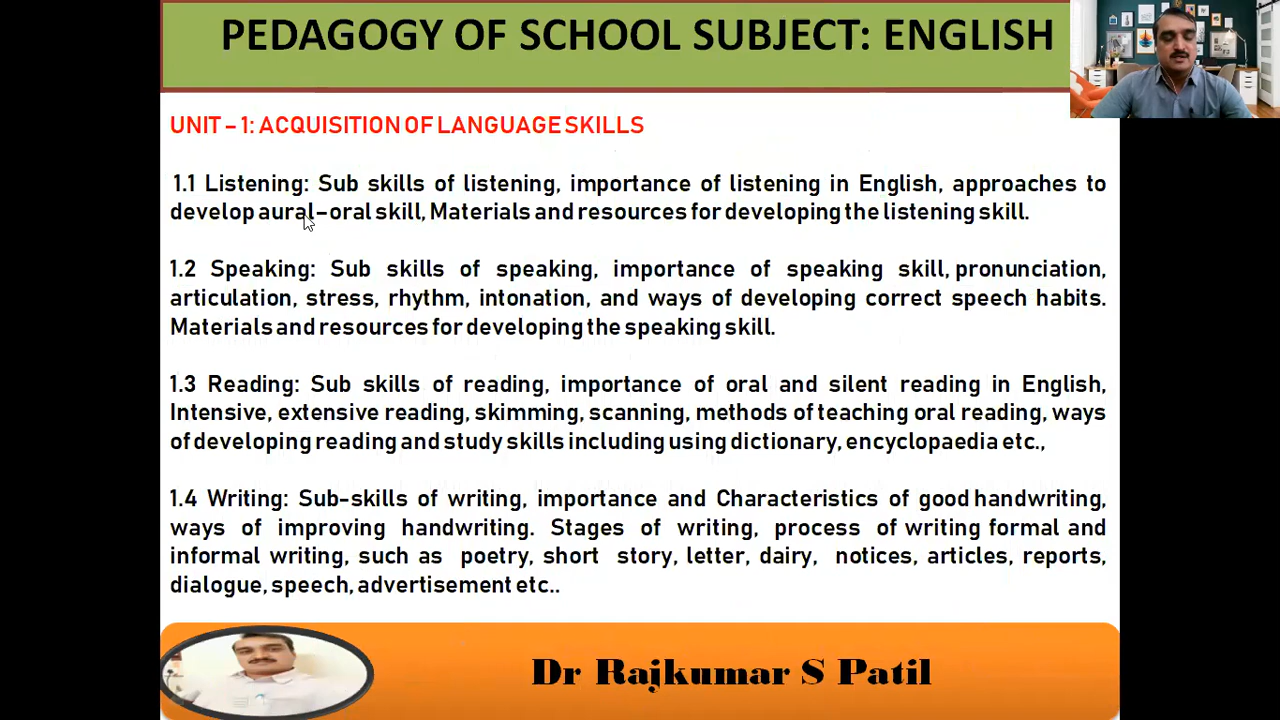 PEDAGOGY OF SCHOOL SUBJECT: ENGLISH
UNIT – 1: ACQUISITION OF LANGUAGE SKILLS
1.1 Listening: Sub skills of listening, importance of listening in English, approaches to
develop aural–oral skill, Materials and resources for developing the listening skill.
1.2 Speaking: Sub skills of speaking, importance of speaking skill, pronunciation,
articulation, stress, rhythm, intonation, and ways of developing correct speech habits.
Materials and resources for developing the speaking skill.
1.3 Reading: Sub skills of reading, importance of oral and silent reading in English,
Intensive, extensive reading, skimming, scanning, methods of teaching oral reading, ways
of developing reading and study skills including using dictionary, encyclopaedia etc.,
1.4 Writing: Sub-skills of writing, importance and Characteristics of good handwriting,
ways of improving handwriting. Stages of writing, process of writing formal and
informal writing, such as poetry, short story, letter, dairy, notices, articles, reports,
dialogue, speech, advertisement etc..
Dr Rajkumar S Patil